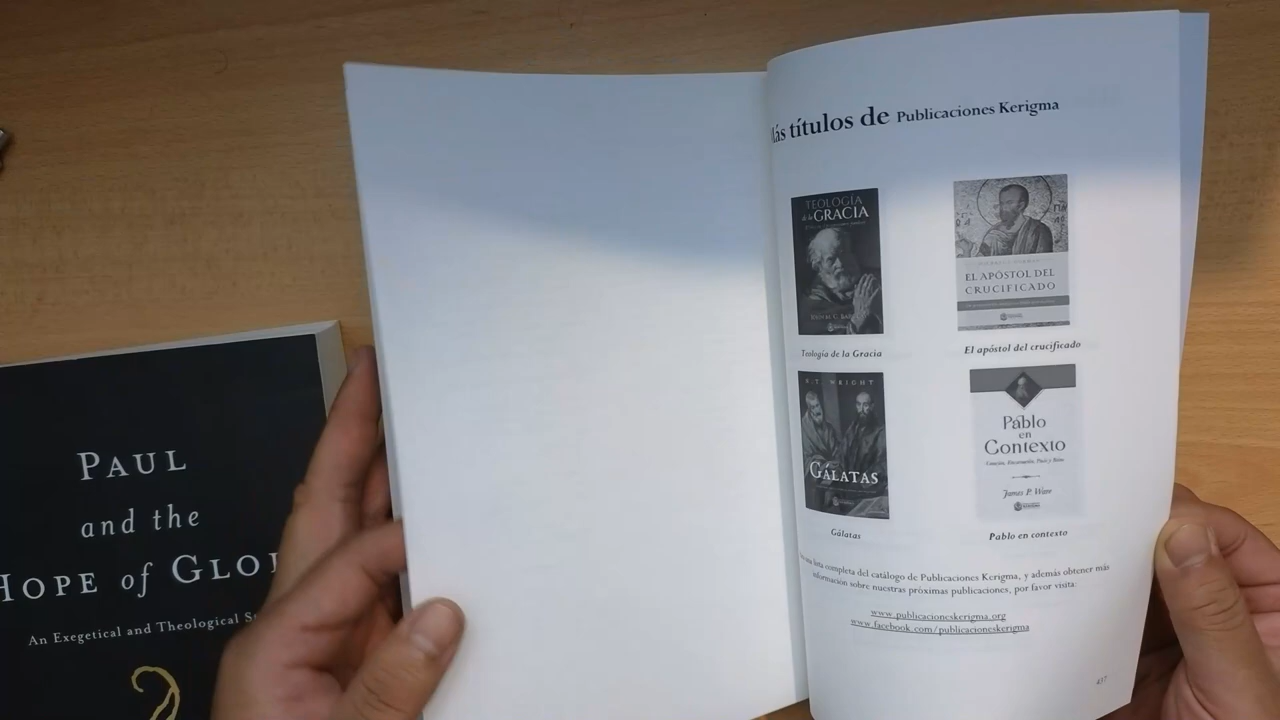 PAUL
and the
HOPE of GLO
An Exegetical and Theological
ás títulos de Publicaciones Kerigma
TEOLOGÍA
de la GRACIA
Teología de la Gracia
EL APÓSTOL DEL
CRUCIFICADO
El apóstol del crucificado
N.T. WRIGHT
GÁLATAS
Gálatas
Pablo
en
Contexto
James P. Ware
Pablo en contexto
lista completa del catálogo de Publicaciones Kerigma, y además obtener más
información sobre nuestras próximas publicaciones, por favor visita:
www.publicacioneskerigma.org
www.facebook.com/publicacioneskerigma
437